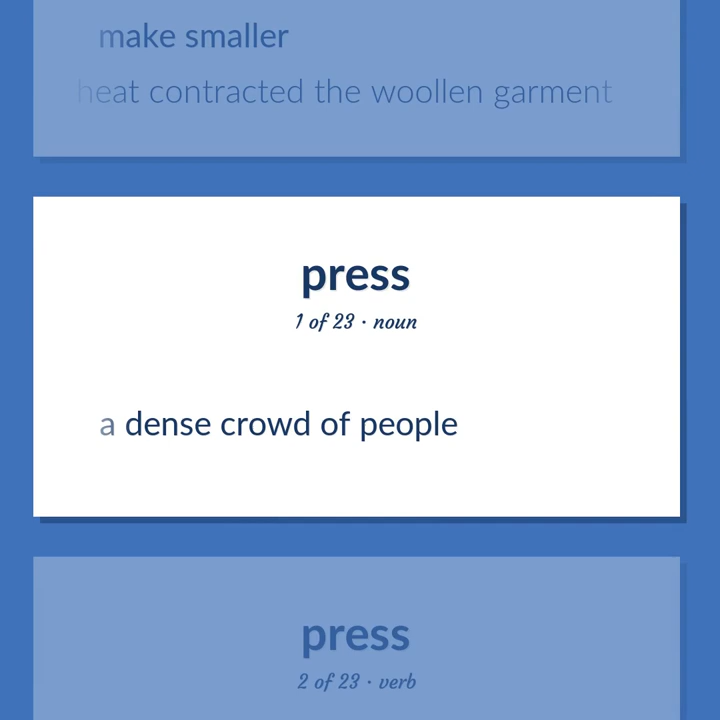 make smaller
heat contracted the woollen garment
press
1 of 23 · noun
a dense crowd of people
press
2 of 23 · verb